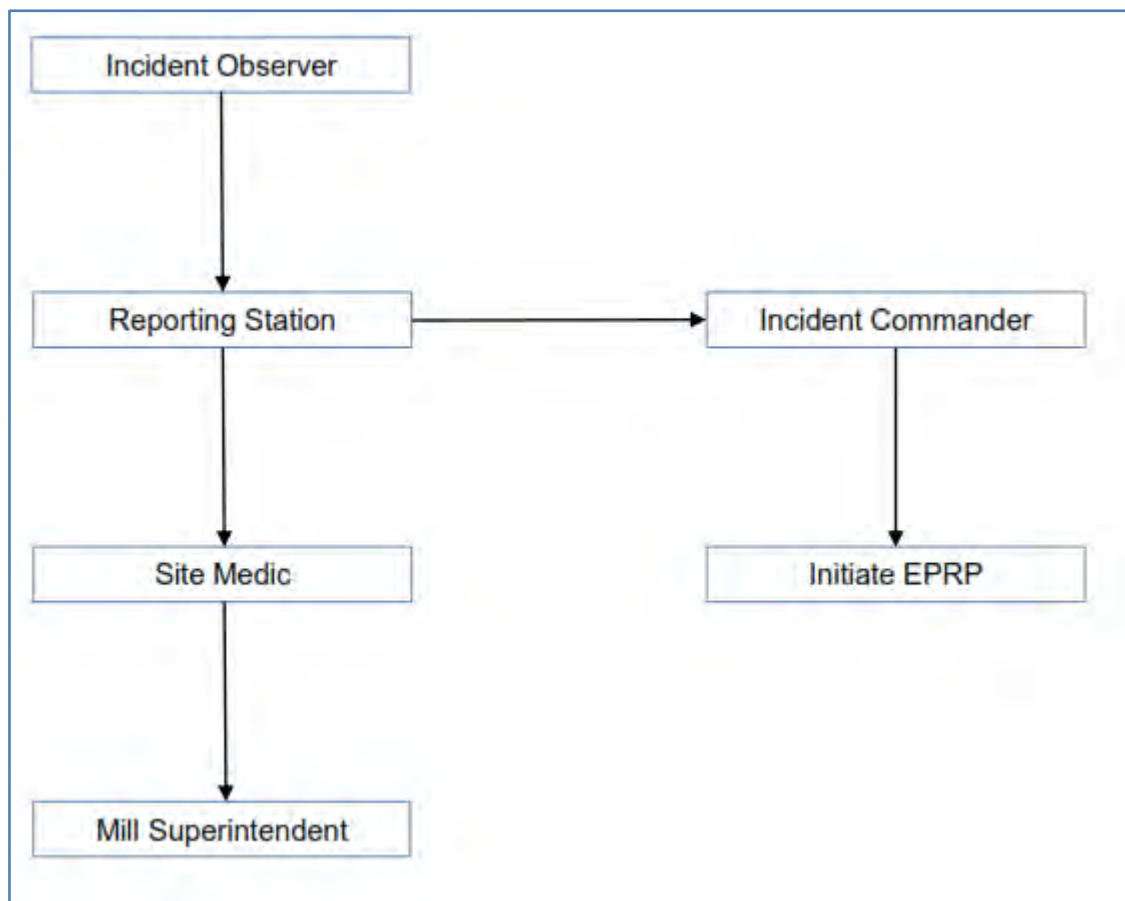 Incident Observer
Reporting Station
Incident Commander
Site Medic
Initiate EPRP
Mill Superintendent